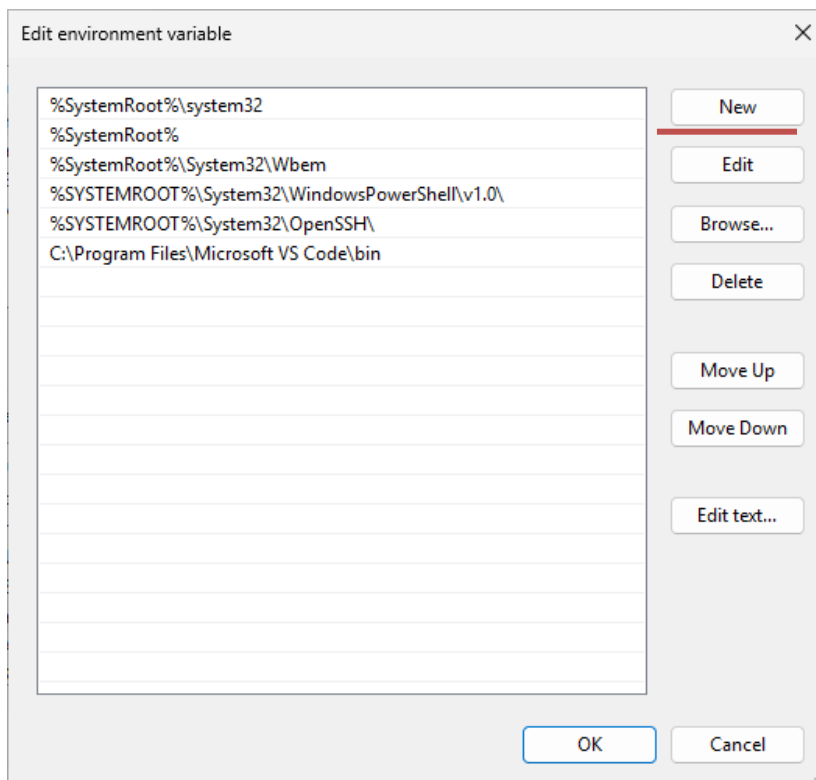 Edit environment variable
%SystemRoot%\system32
%SystemRoot%
%SystemRoot%\System32\Wbem
%SYSTEMROOT%\System32\WindowsPowerShell\v1.0\
%SYSTEMROOT%\System32\OpenSSH\
C:\Program Files\Microsoft VS Code\bin
New
Edit
Browse...
Delete
Move Up
Move Down
Edit text...
OK
Cancel